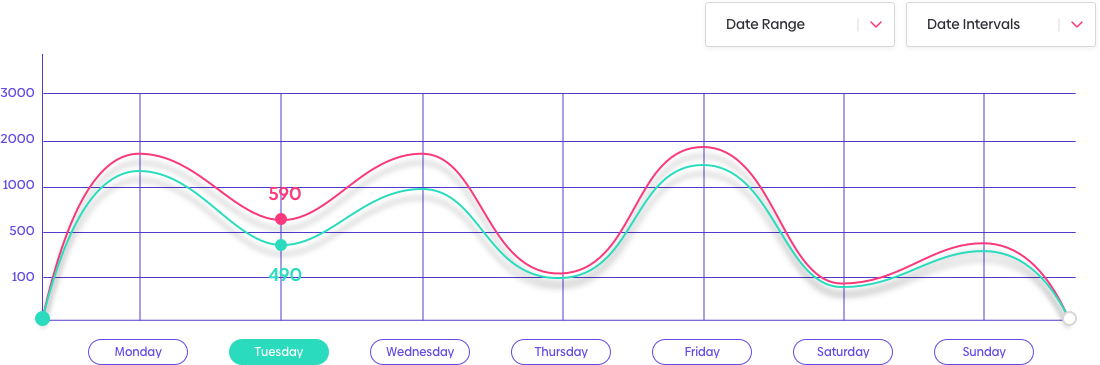 Date Range
Date Intervals
3000
2000
1000
500
100
590
490
Monday
Tuesday
Wednesday
Thursday
Friday
Saturday
Sunday